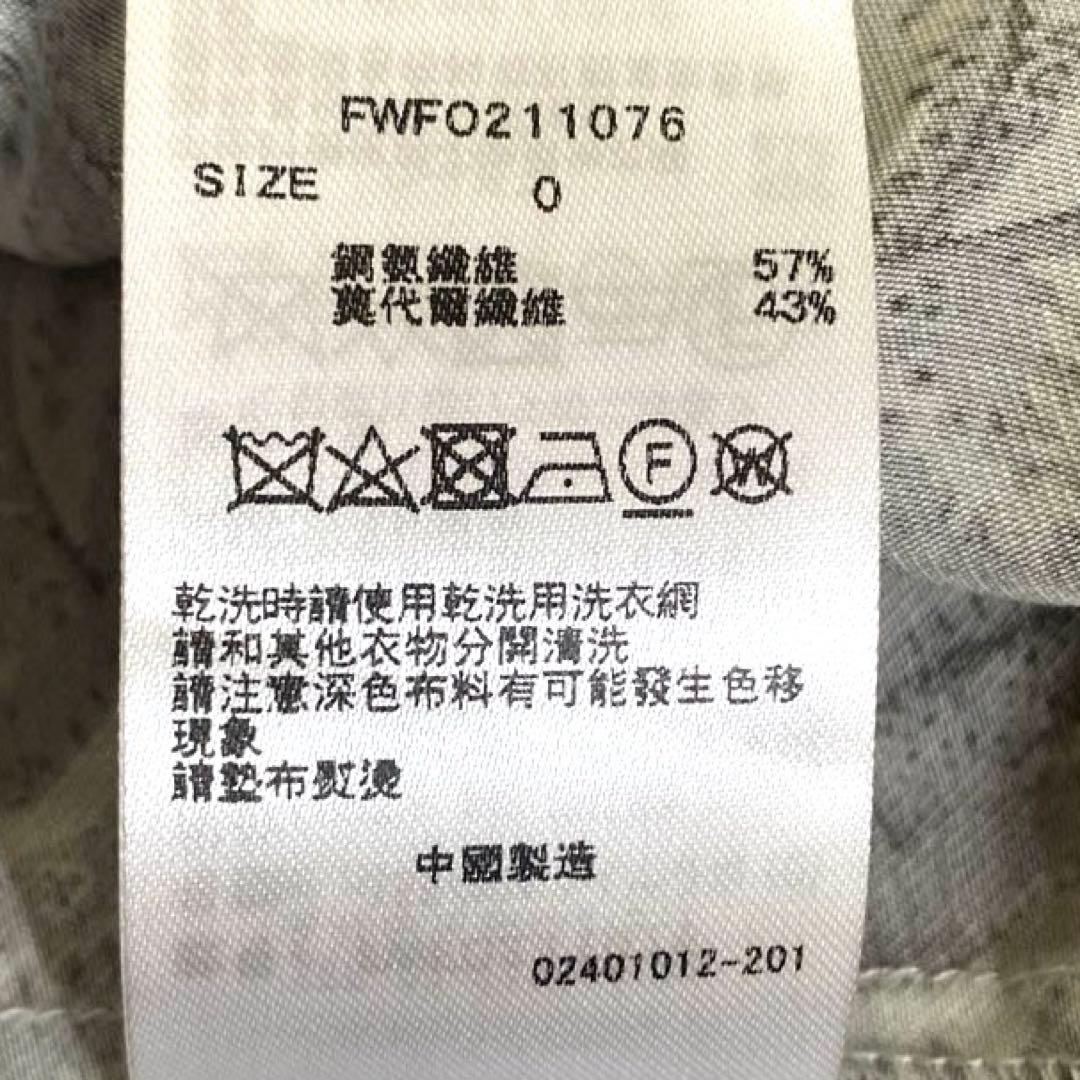 FWFO211076
SIZE 0
銅氨纖維 57%
莫代爾纖維 43%
F
W
乾洗時請使用乾洗用洗衣網
請和其他衣物分開清洗
請注意深色布料有可能發生色移
現象
請墊布熨燙
中國製造
02401012-201